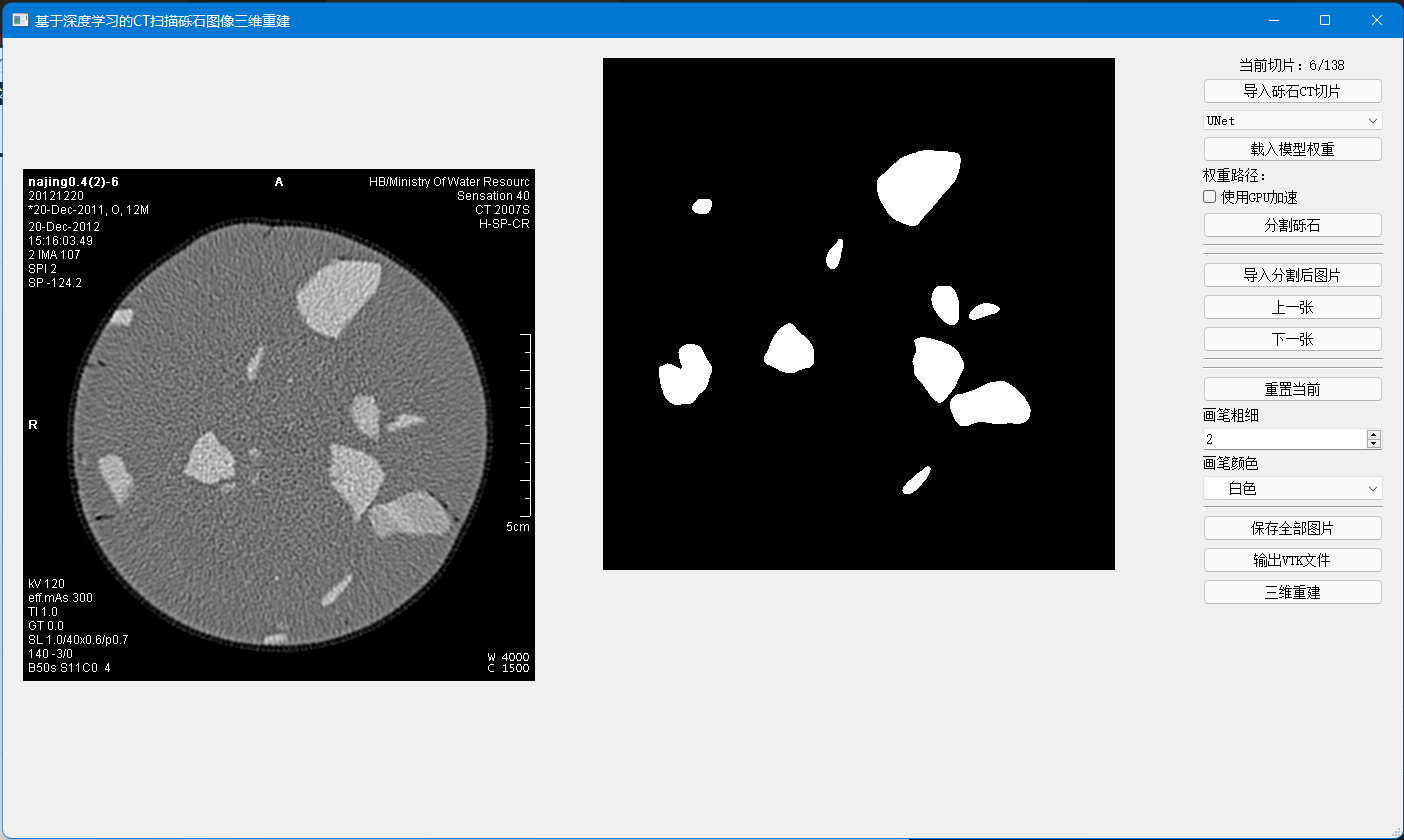 基于深度学习的CT扫描砾石图像三维重建
najing0.4(2)-6
20121220
*20-Dec-2011, O, 12M
20-Dec-2012
15:16:03.49
2 IMA 107
SPI 2
SP -124.2
A
HB/Ministry Of Water Resourc
Sensation 40
CT 2007S
H-SP-CR
R
5cm
kV 120
eff.mAs 300
TI 1.0
GT 0.0
SL 1.0/40x0.6/p0.7
140 -3/0
B50s S11C0 4
W 4000
C 1500
当前切片：6/138
导入砾石CT切片
UNet
载入模型权重
权重路径：
使用GPU加速
分割砾石
导入分割后图片
上一张
下一张
重置当前
画笔粗细
2
画笔颜色
白色
保存全部图片
输出VTK文件
三维重建